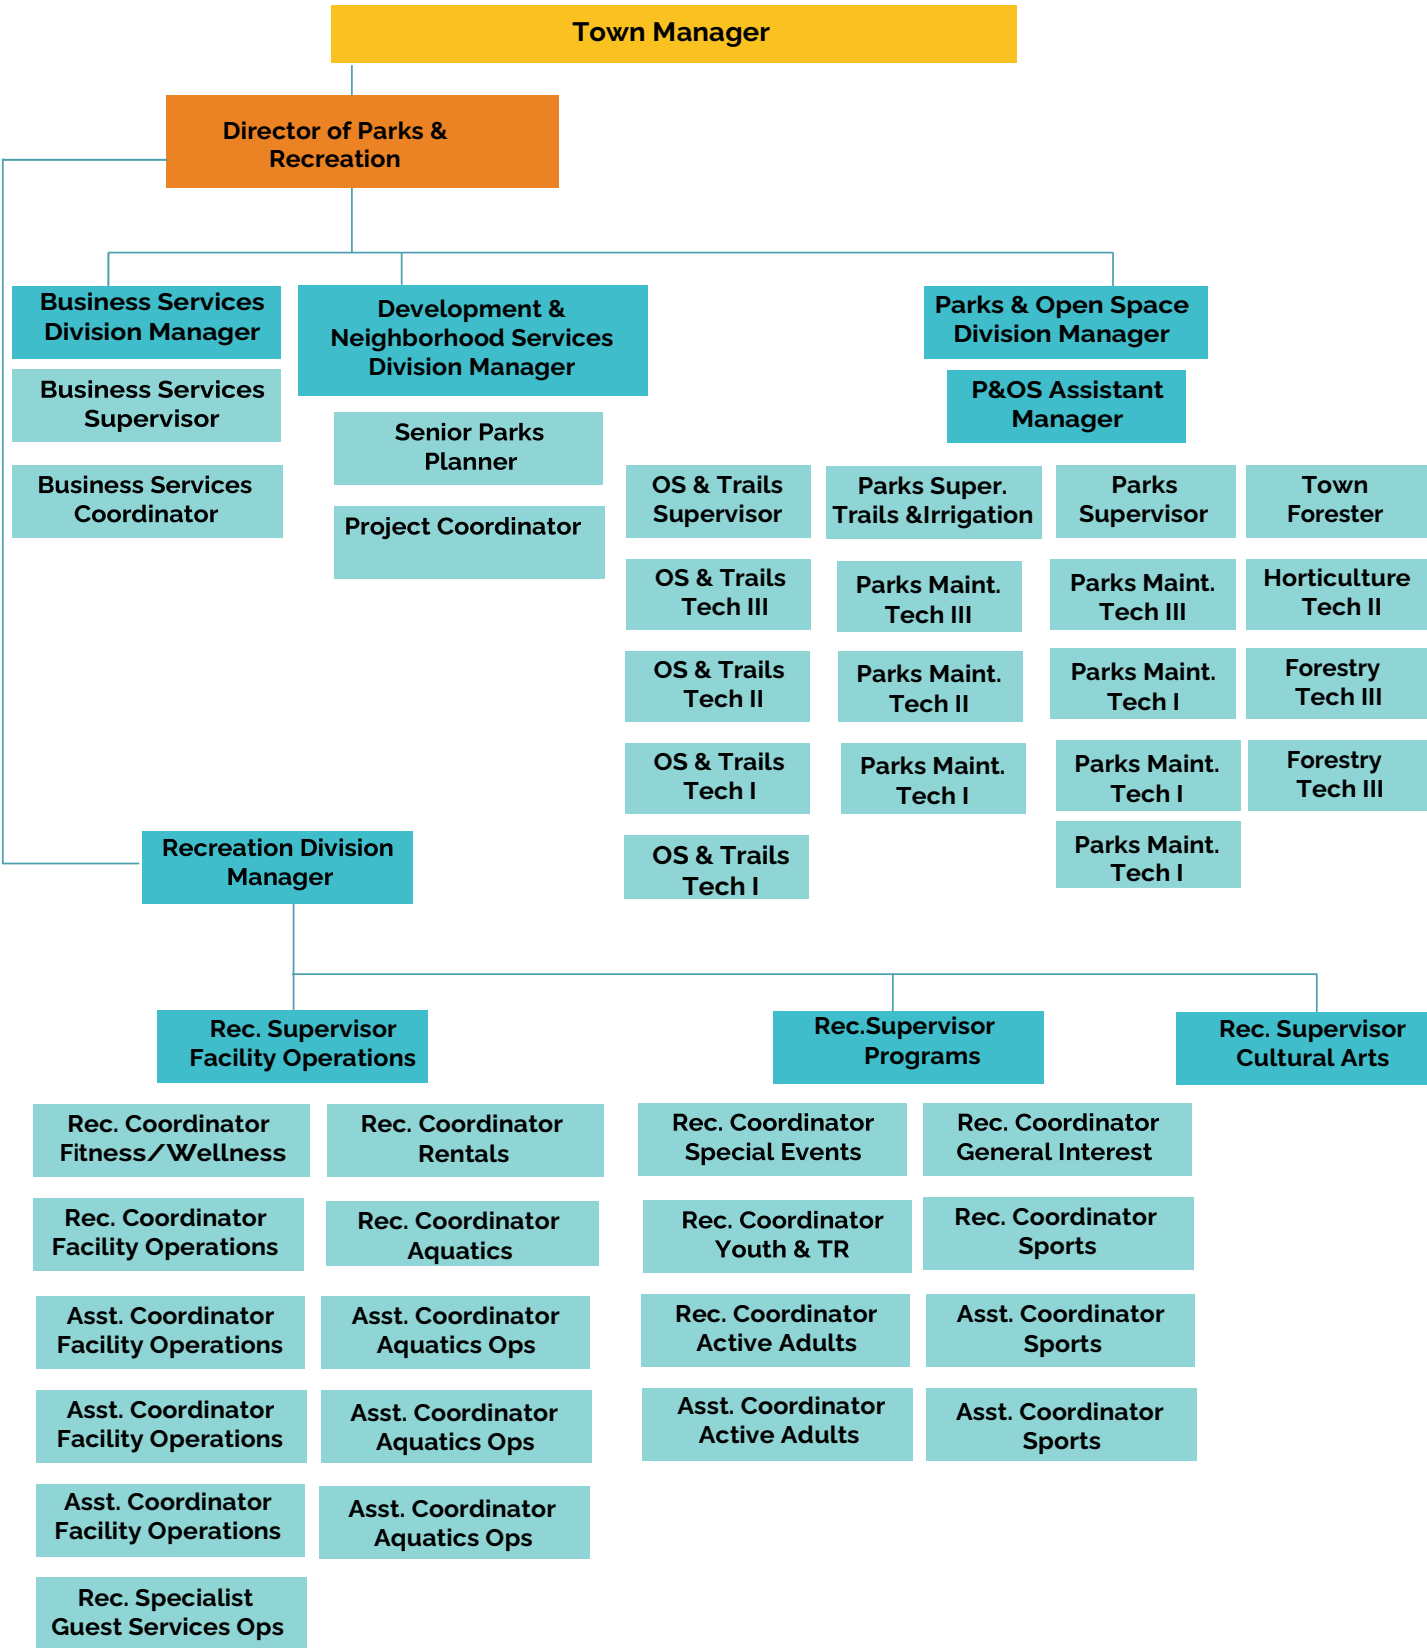 Town Manager
Director of Parks &
Recreation
Business Services
Division Manager
Business Services
Supervisor
Business Services
Coordinator
Development &
Neighborhood Services
Division Manager
Senior Parks
Planner
Project Coordinator
Parks & Open Space
Division Manager
P&OS Assistant
Manager
OS & Trails
Supervisor
OS & Trails
Tech III
OS & Trails
Tech II
OS & Trails
Tech I
OS & Trails
Tech I
Parks Super.
Trails &Irrigation
Parks Maint.
Tech III
Parks Maint.
Tech II
Parks Maint.
Tech I
Parks
Supervisor
Parks Maint.
Tech III
Parks Maint.
Tech I
Parks Maint.
Tech I
Parks Maint.
Tech I
Town
Forester
Horticulture
Tech II
Forestry
Tech III
Forestry
Tech III
Recreation Division
Manager
Rec. Supervisor
Facility Operations
Rec. Coordinator
Fitness/Wellness
Rec. Coordinator
Facility Operations
Asst. Coordinator
Facility Operations
Asst. Coordinator
Facility Operations
Asst. Coordinator
Facility Operations
Rec. Specialist
Guest Services Ops
Rec. Coordinator
Rentals
Rec. Coordinator
Aquatics
Asst. Coordinator
Aquatics Ops
Asst. Coordinator
Aquatics Ops
Asst. Coordinator
Aquatics Ops
Rec.Supervisor
Programs
Rec. Coordinator
Special Events
Rec. Coordinator
Youth & TR
Rec. Coordinator
Active Adults
Asst. Coordinator
Active Adults
Rec. Coordinator
General Interest
Rec. Coordinator
Sports
Asst. Coordinator
Sports
Asst. Coordinator
Sports
Rec. Supervisor
Cultural Arts